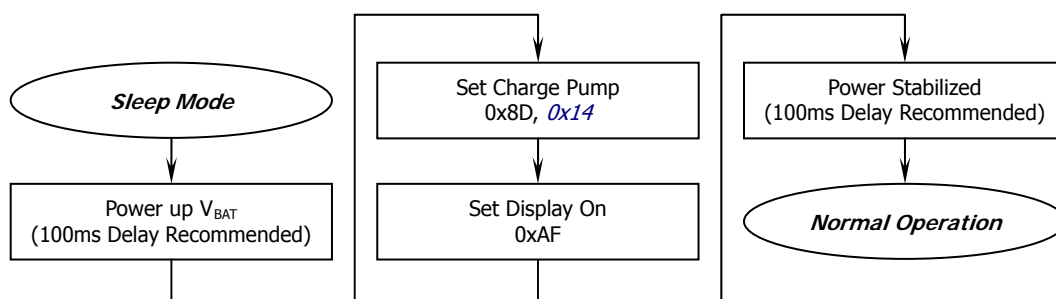 Sleep Mode
Power up VBAT
(100ms Delay Recommended)
Set Charge Pump
0x8D, 0x14
Set Display On
0xAF
Power Stabilized
(100ms Delay Recommended)
Normal Operation